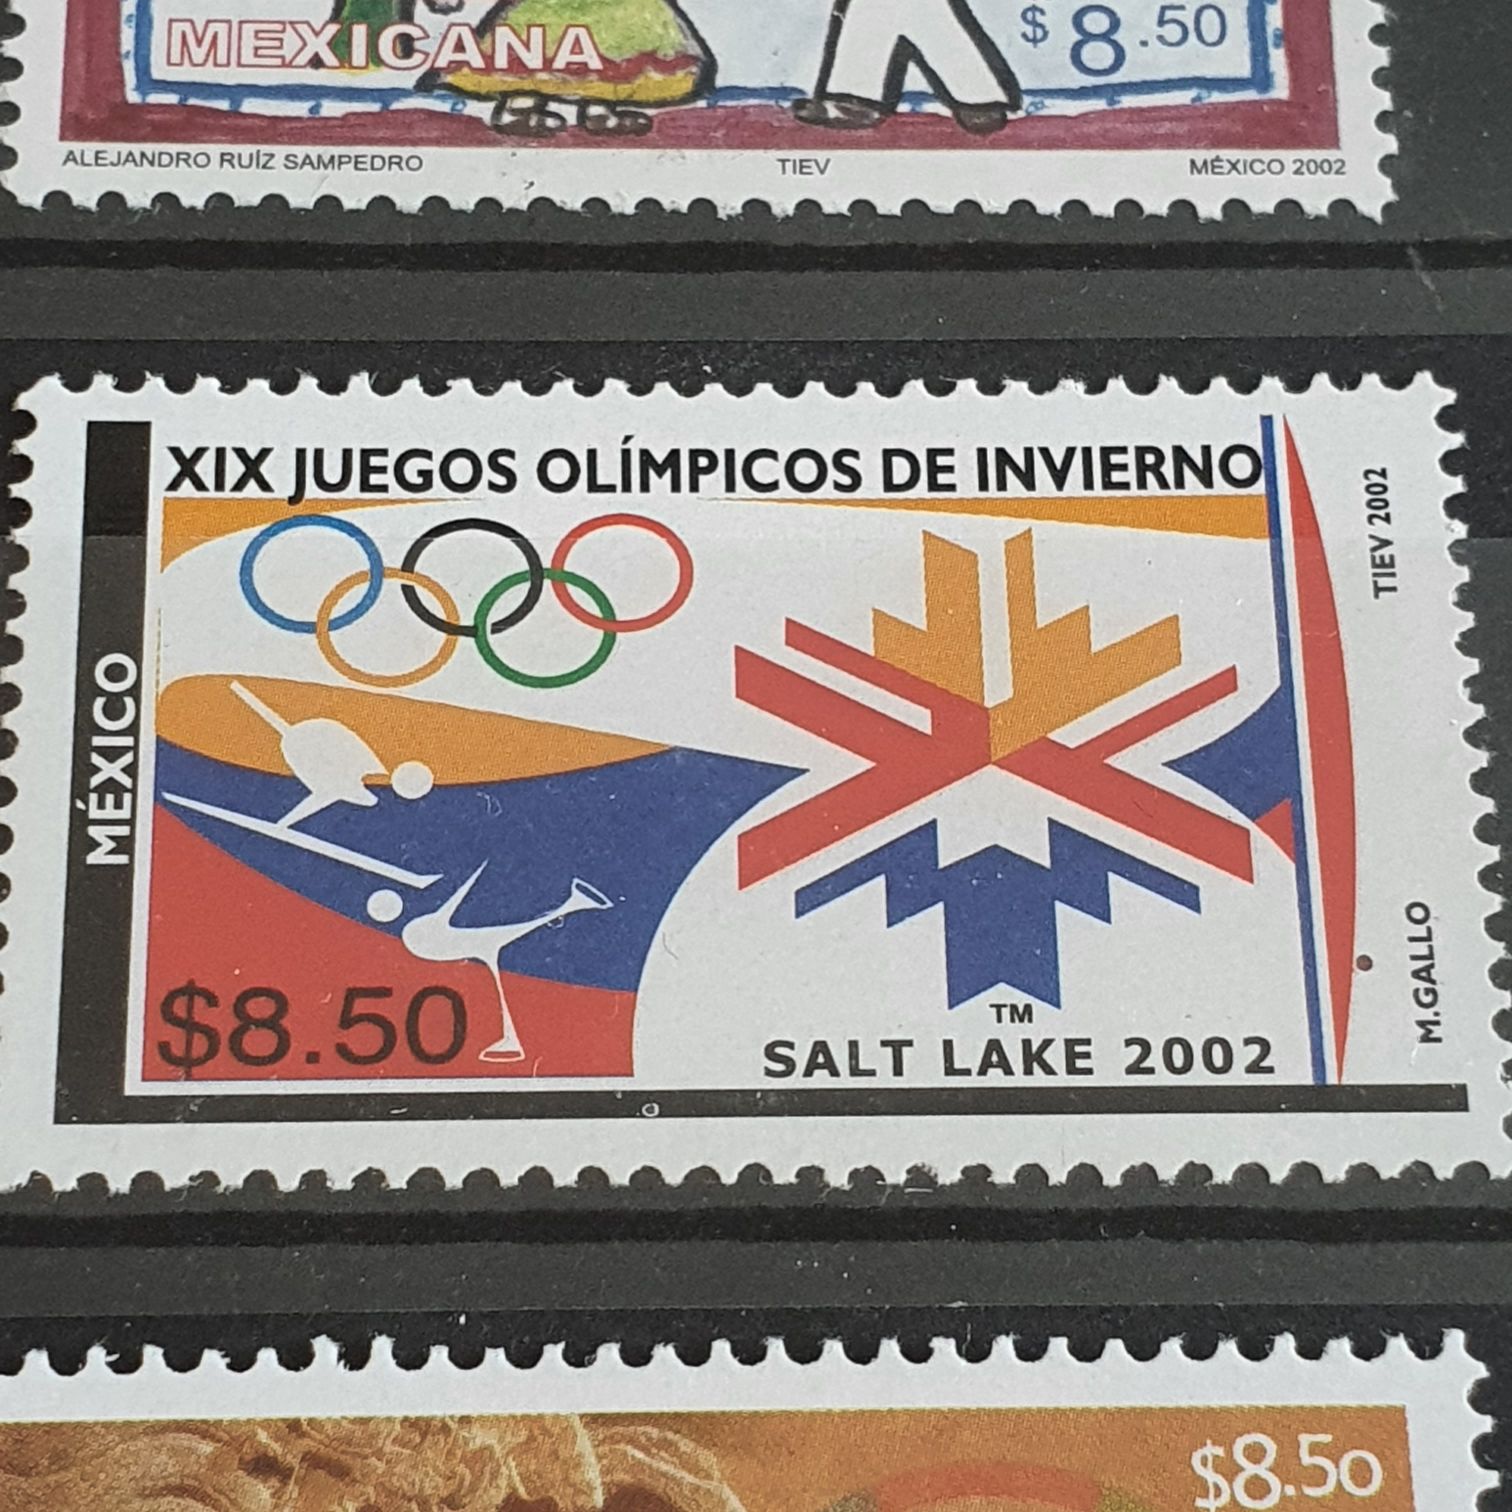 MEXICANA
$8.50
ALEJANDRO RUÍZ SAMPEDRO
TIEV
MÉXICO 2002
XIX JUEGOS OLÍMPICOS DE INVIERNO
MÉXICO
$8.50
TM
SALT LAKE 2002
TIEV 2002
M.GALLO
$8.50